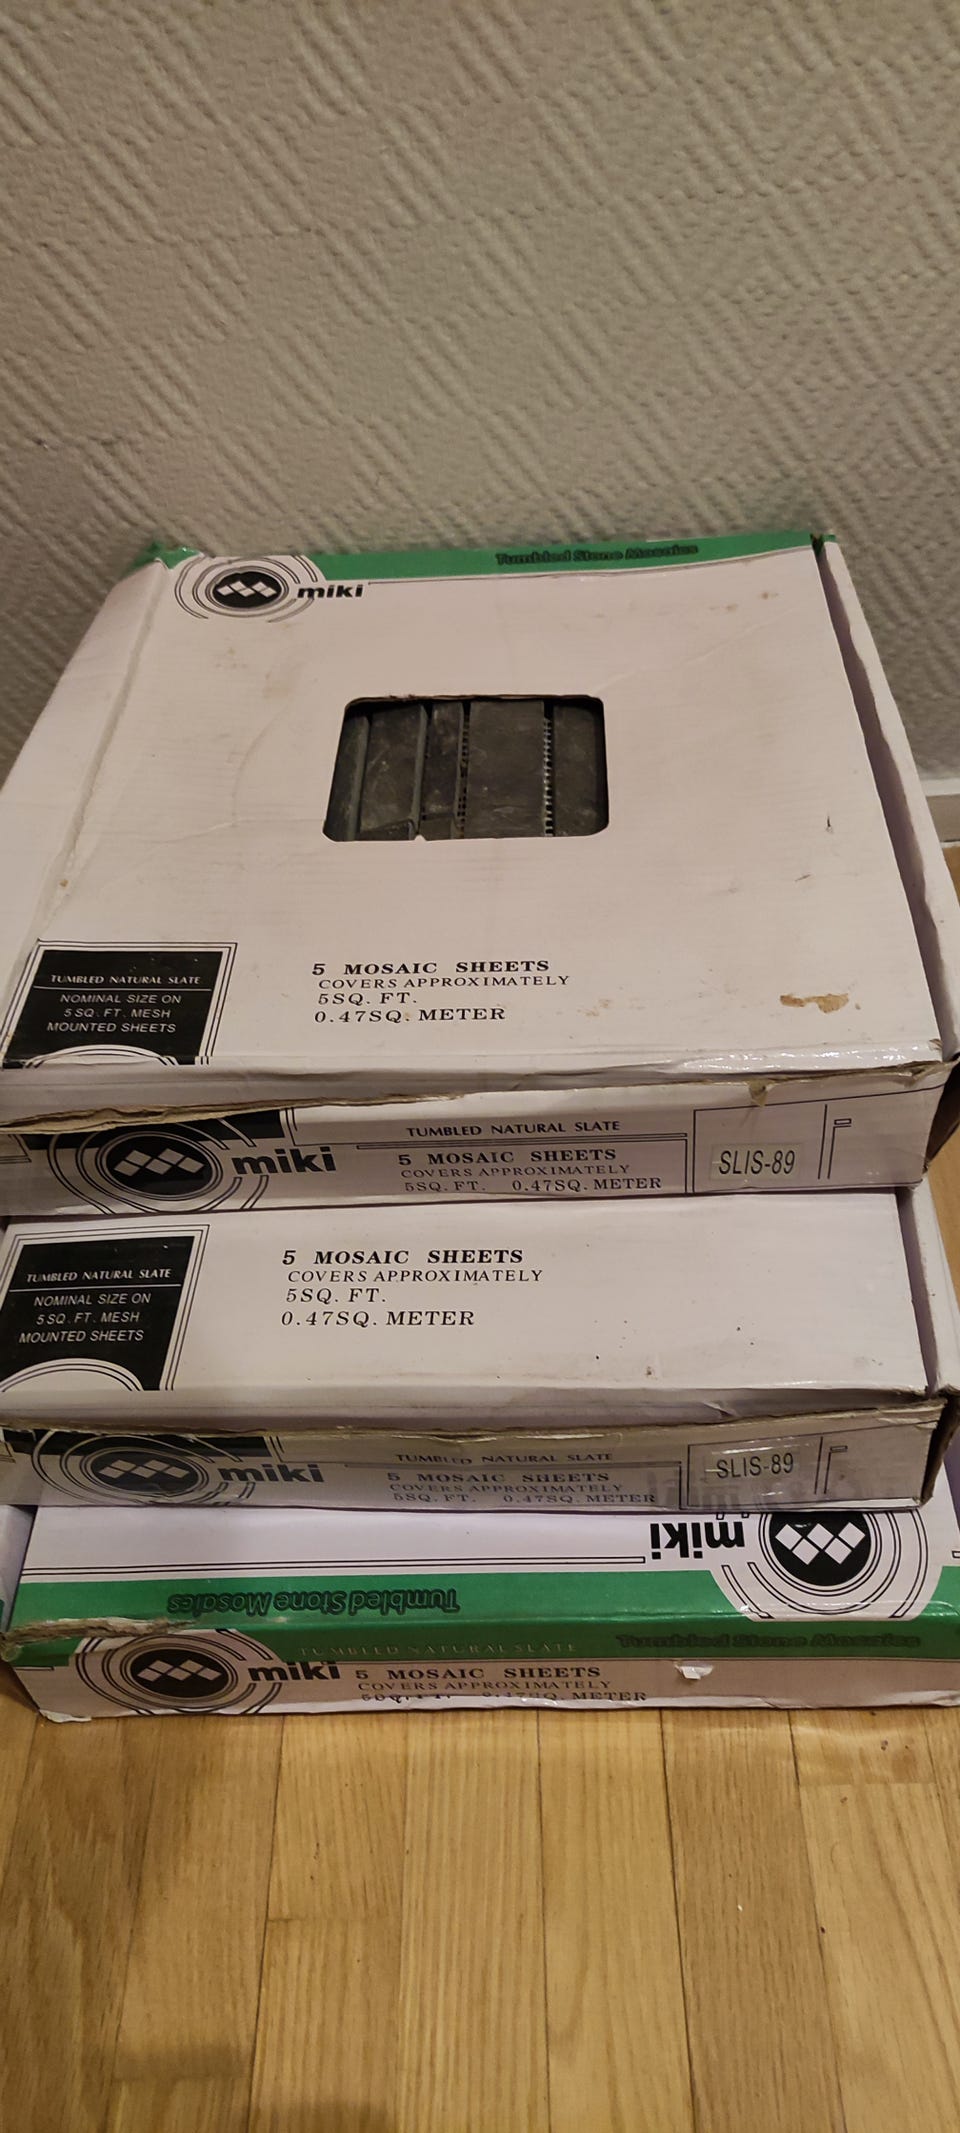 Tumbled Stone Mosaics
miki
TUMBLED NATURAL SLATE
NOMINAL SIZE ON
5 SQ. FT. MESH
MOUNTED SHEETS
5 MOSAIC SHEETS
COVERS APPROXIMATELY
5SQ. FT.
0.47SQ. METER
miki
TUMBLED NATURAL SLATE
5 MOSAIC SHEETS
COVERS APPROXIMATELY
5SQ. FT. 0.47SQ. METER
SLIS-89
TUMBLED NATURAL SLATE
NOMINAL SIZE ON
5 SQ. FT. MESH
MOUNTED SHEETS
5 MOSAIC SHEETS
COVERS APPROXIMATELY
5SQ. FT.
0.47SQ. METER
miki
TUMBLED NATURAL SLATE
5 MOSAIC SHEETS
COVERS APPROXIMATELY
5SQ. FT. 0.47SQ. METER
SLIS-89
miki
Tumbled Stone Mosaics
TUMBLED NATURAL SLATE
Tumbled Stone Mosaics
miki
5 MOSAIC SHEETS
COVERS APPROXIMATELY
METER